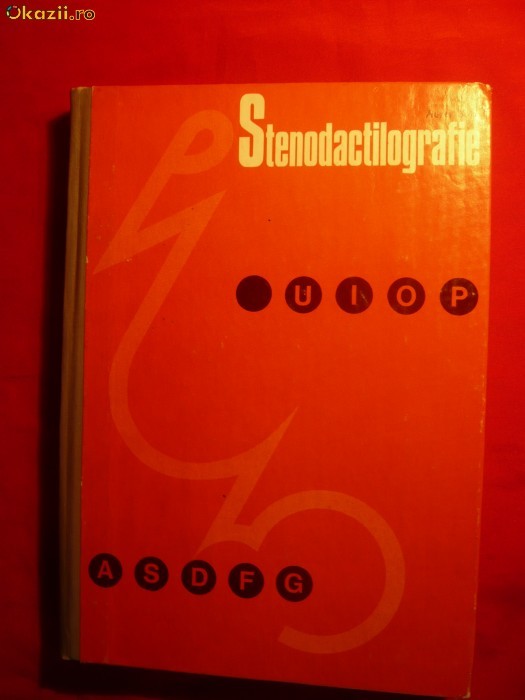 Okazii.ro
Stenodactilografie
U I O P
A S D F G